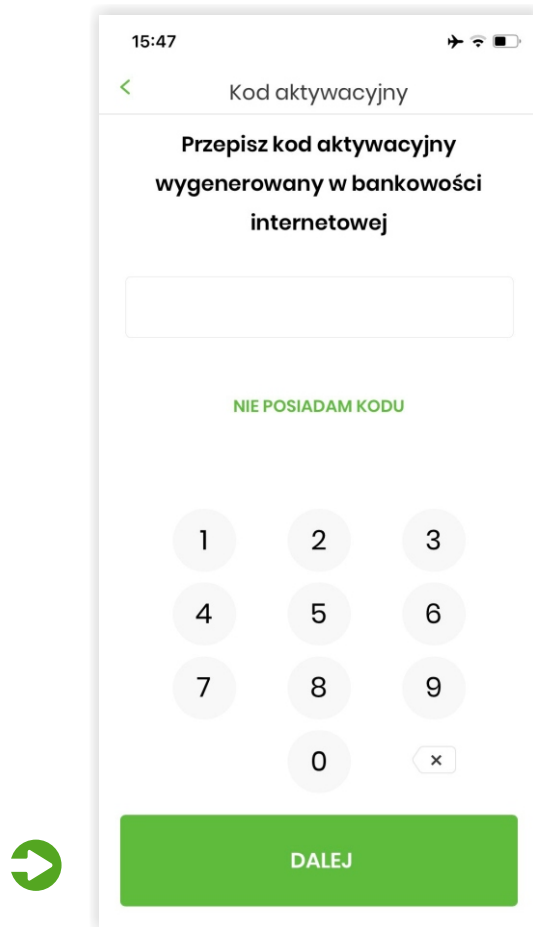 15:47
Kod aktywacyjny
Przepisz kod aktywacyjny
wygenerowany w bankowości
internetowej
NIE POSIADAM KODU
1 2 3
4 5 6
7 8 9
0
DALEJ